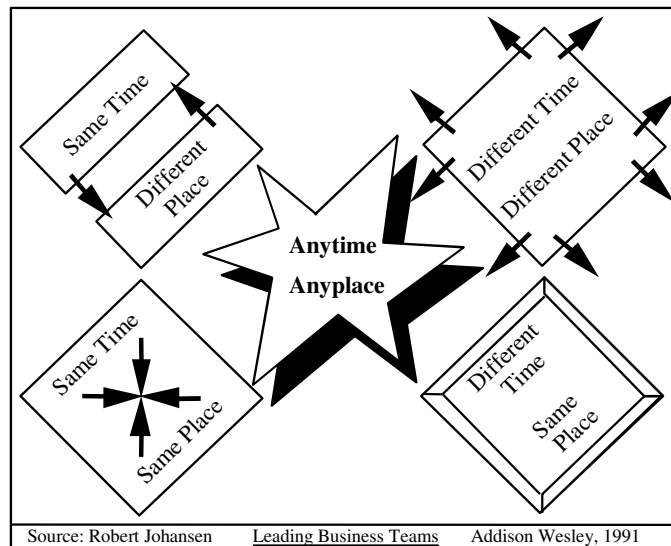 Same Time
Different
Place
Different Time
Different Place
Anytime
Anyplace
Same Time
Same Place
Different
Time
Same
Place
Source: Robert Johansen Leading Business Teams Addison Wesley, 1991